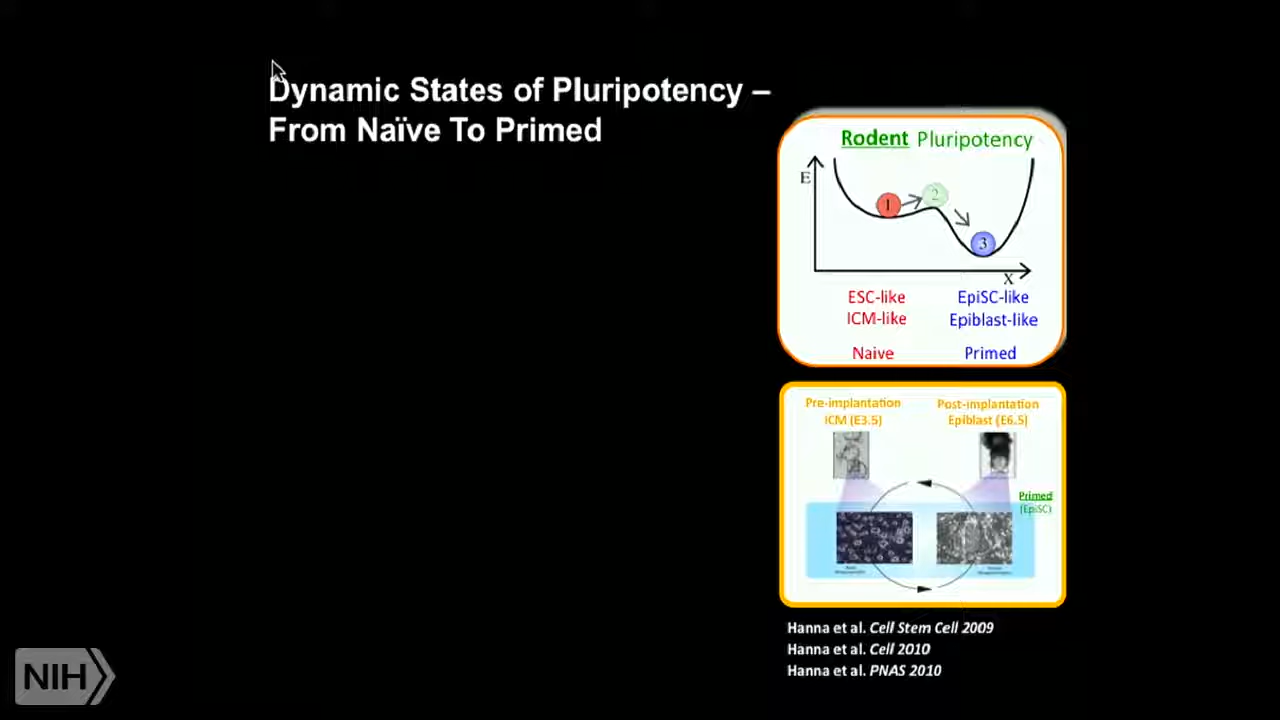 Dynamic States of Pluripotency –
From Naïve To Primed
Rodent Pluripotency
E
1
2
3
X
ESC-like
EpiSC-like
ICM-like
Epiblast-like
Naive
Primed
Pre-implantation
ICM (E3.5)
Post-implantation
Epiblast (E6.5)
Primed
(EpiSC)
Hanna et al. Cell Stem Cell 2009
Hanna et al. Cell 2010
Hanna et al. PNAS 2010
NIH